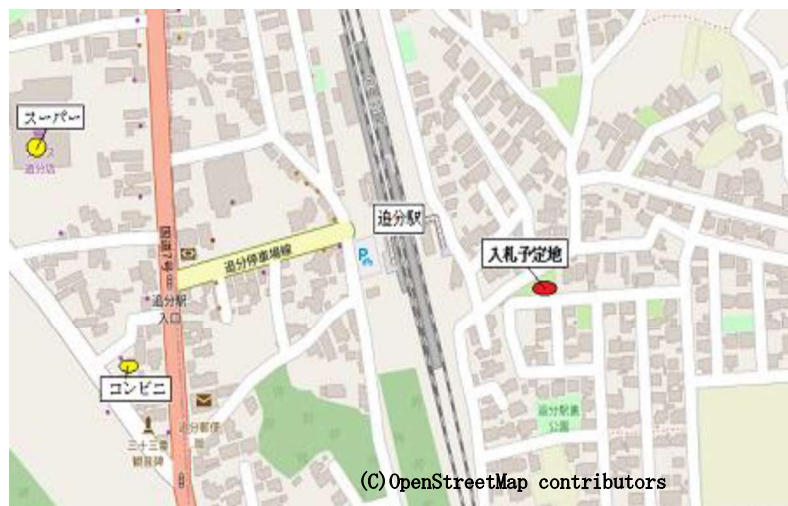 スーパー
追分店
追分駅
入札予定地
国道7号
追分停車場線
追分駅
入口
コンビニ
追分郵便
局
三十三番
観音碑
追分駅裏
公園
(C)OpenStreetMap contributors